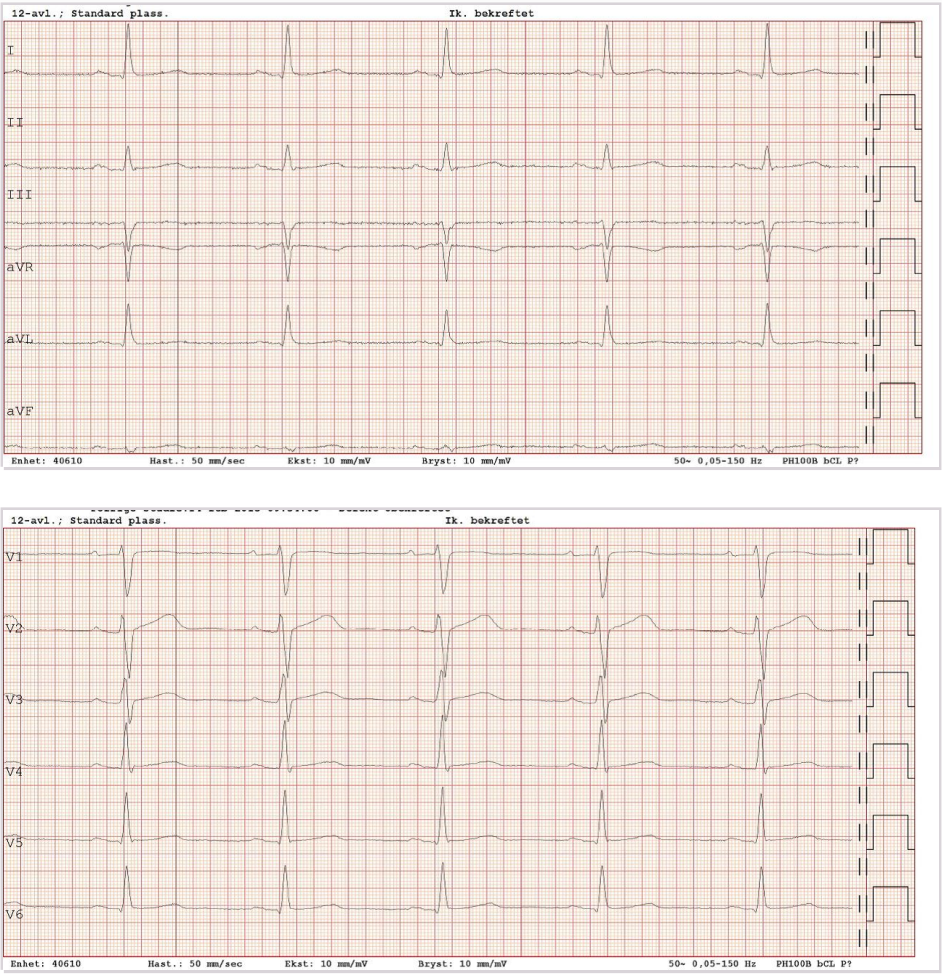 12-avl.; Standard plass. Ik. bekreftet
I
II
III
aVR
aVL
aVF
Enhet: 40610 Hast.: 50 mm/sec Ekst: 10 mm/mV Bryst: 10 mm/mV 50~ 0,05-150 Hz PH100B bCL P?
12-avl.; Standard plass. Ik. bekreftet
V1
V2
V3
V4
V5
V6
Enhet: 40610 Hast.: 50 mm/sec Ekst: 10 mm/mV Bryst: 10 mm/mV 50~ 0,05-150 Hz PH100B bCL P?